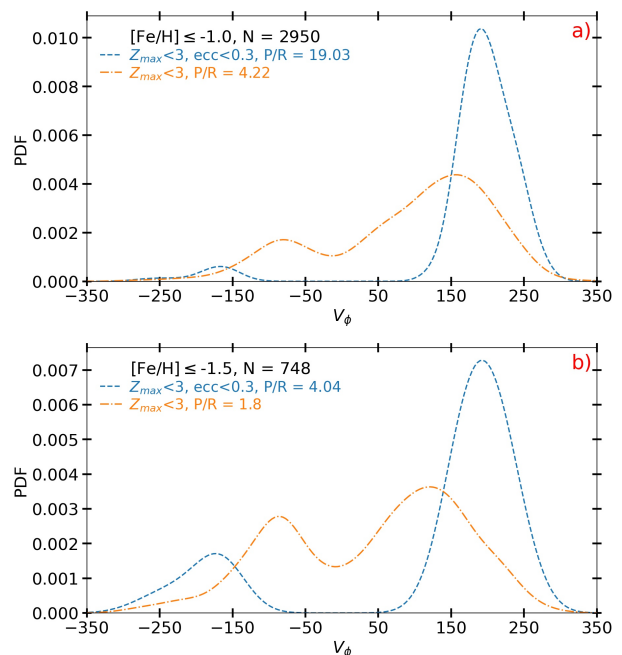 a)
[Fe/H] ≤ -1.0, N = 2950
Z_max<3, ecc<0.3, P/R = 19.03
Z_max<3, P/R = 4.22
PDF
0.010
0.008
0.006
0.004
0.002
0.000
−350 −250 −150 −50 50 150 250 350
V_ϕ
b)
[Fe/H] ≤ -1.5, N = 748
Z_max<3, ecc<0.3, P/R = 4.04
Z_max<3, P/R = 1.8
PDF
0.007
0.006
0.005
0.004
0.003
0.002
0.001
0.000
−350 −250 −150 −50 50 150 250 350
V_ϕ